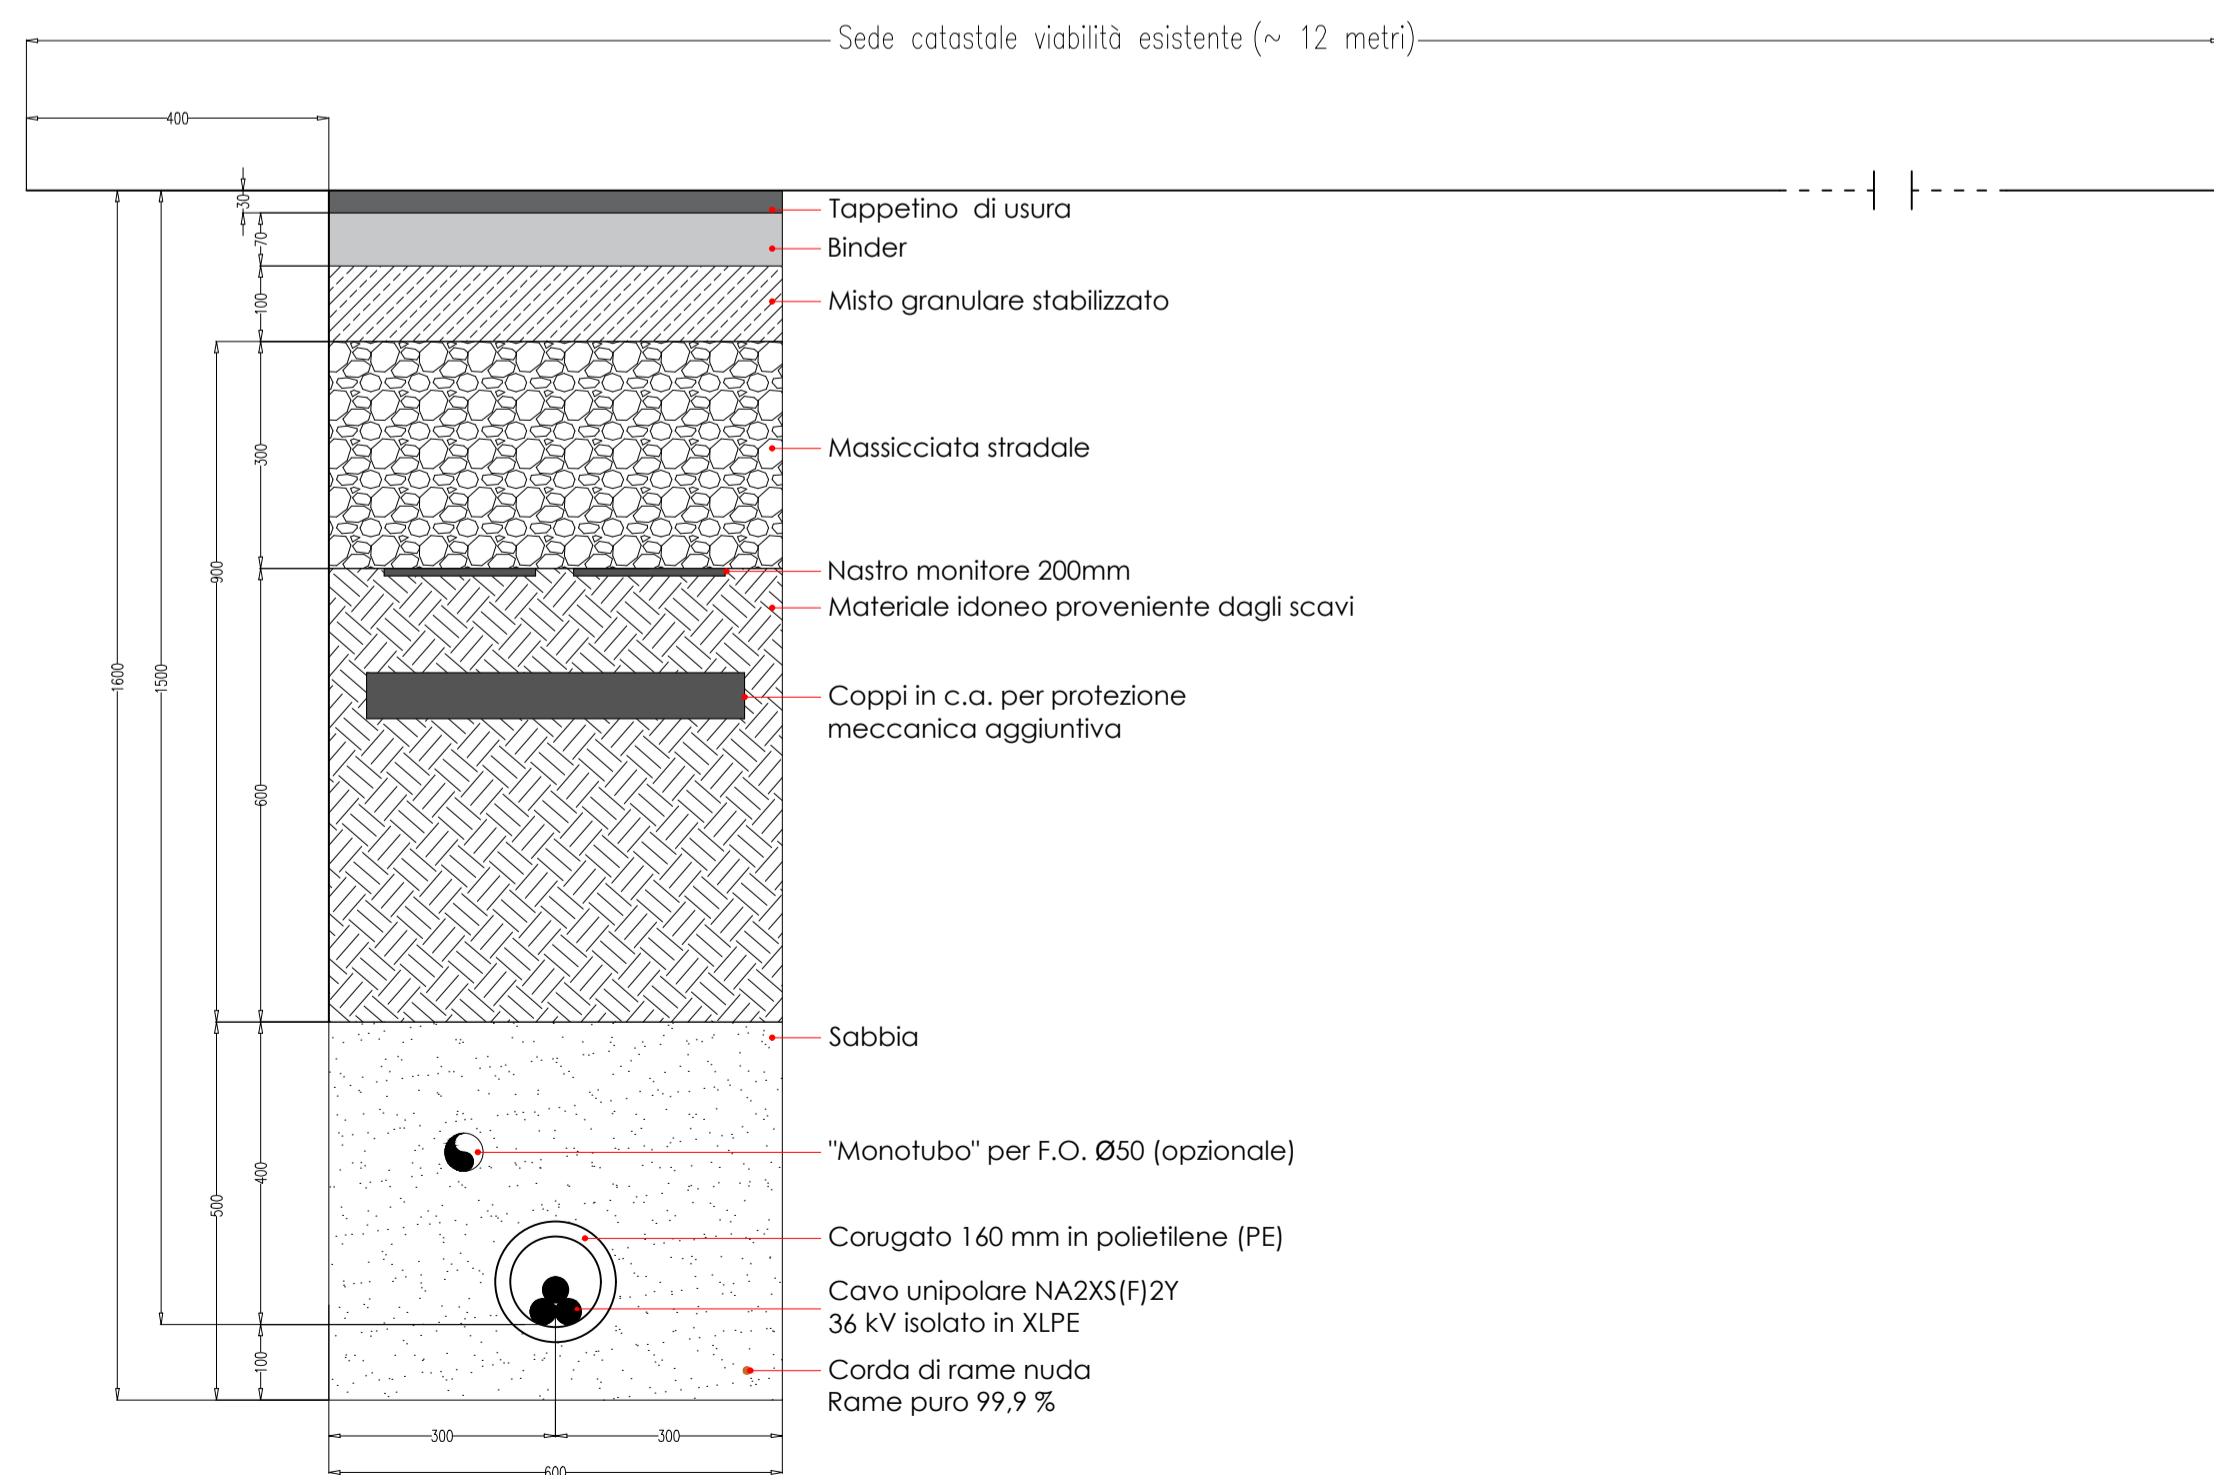 Sede catastale viabilità esistente (~ 12 metri)
400
30
Tappetino di usura
70
Binder
100
Misto granulare stabilizzato
300
Massicciata stradale
900
Nastro monitore 200mm
Materiale idoneo proveniente dagli scavi
1600
1500
Coppi in c.a. per protezione
meccanica aggiuntiva
600
Sabbia
"Monotubo" per F.O. Ø50 (opzionale)
400
500
Corugato 160 mm in polietilene (PE)
Cavo unipolare NA2XS(F)2Y
36 kV isolato in XLPE
100
Corda di rame nuda
Rame puro 99,9 %
300
300
600